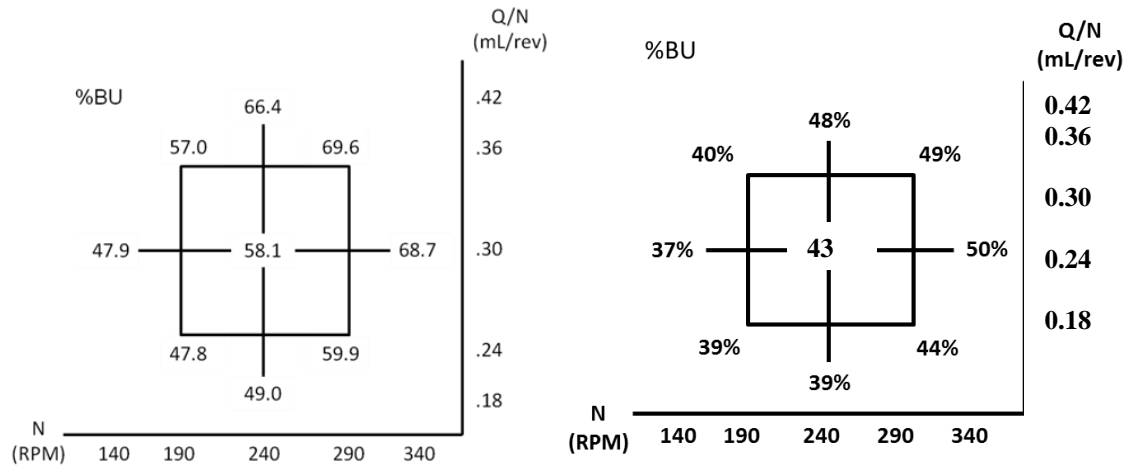 Q/N
(mL/rev)
%BU
66.4
.42
57.0 69.6 .36
47.9 58.1 68.7 .30
47.8 59.9 .24
49.0
.18
N
(RPM) 140 190 240 290 340
Q/N
(mL/rev)
%BU
0.42
48%
0.36
40% 49%
0.30
37% 43 50%
0.24
0.18
39% 44%
39%
N
(RPM) 140 190 240 290 340